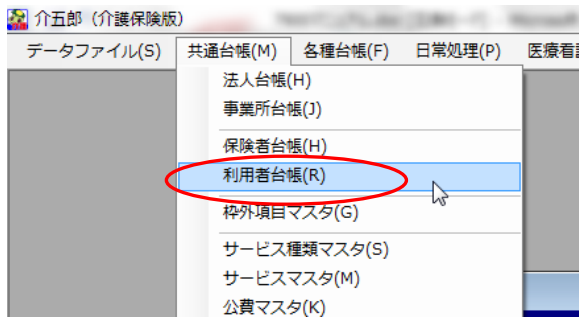 介五郎（介護保険版）
データファイル(S) 共通台帳(M) 各種台帳(F) 日常処理(P) 医療看
法人台帳(H)
事業所台帳(J)
保険者台帳(H)
利用者台帳(R)
枠外項目マスタ(G)
サービス種類マスタ(S)
サービスマスタ(M)
公費マスタ(K)